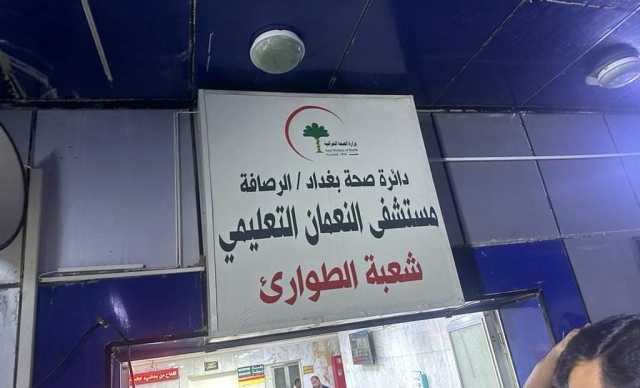 وزارة الصحة العراقية
دائرة صحة بغداد / الرصافة
مستشفى النعمان التعليمي
شعبة الطوارئ